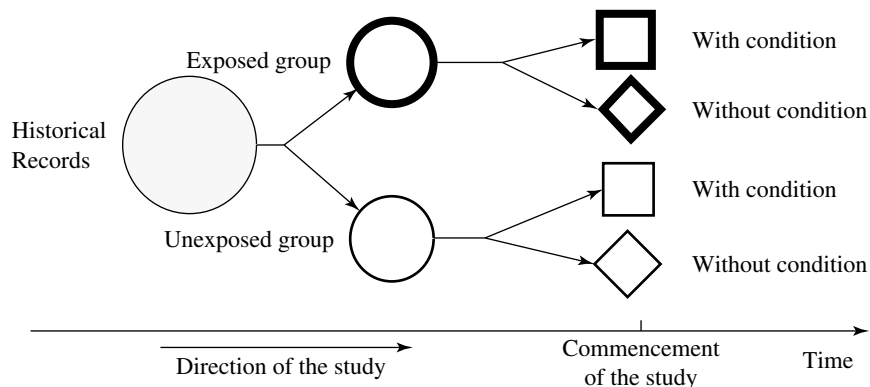 Exposed group
With condition
Without condition
Historical
Records
With condition
Unexposed group
Without condition
Direction of the study
Commencement
of the study
Time